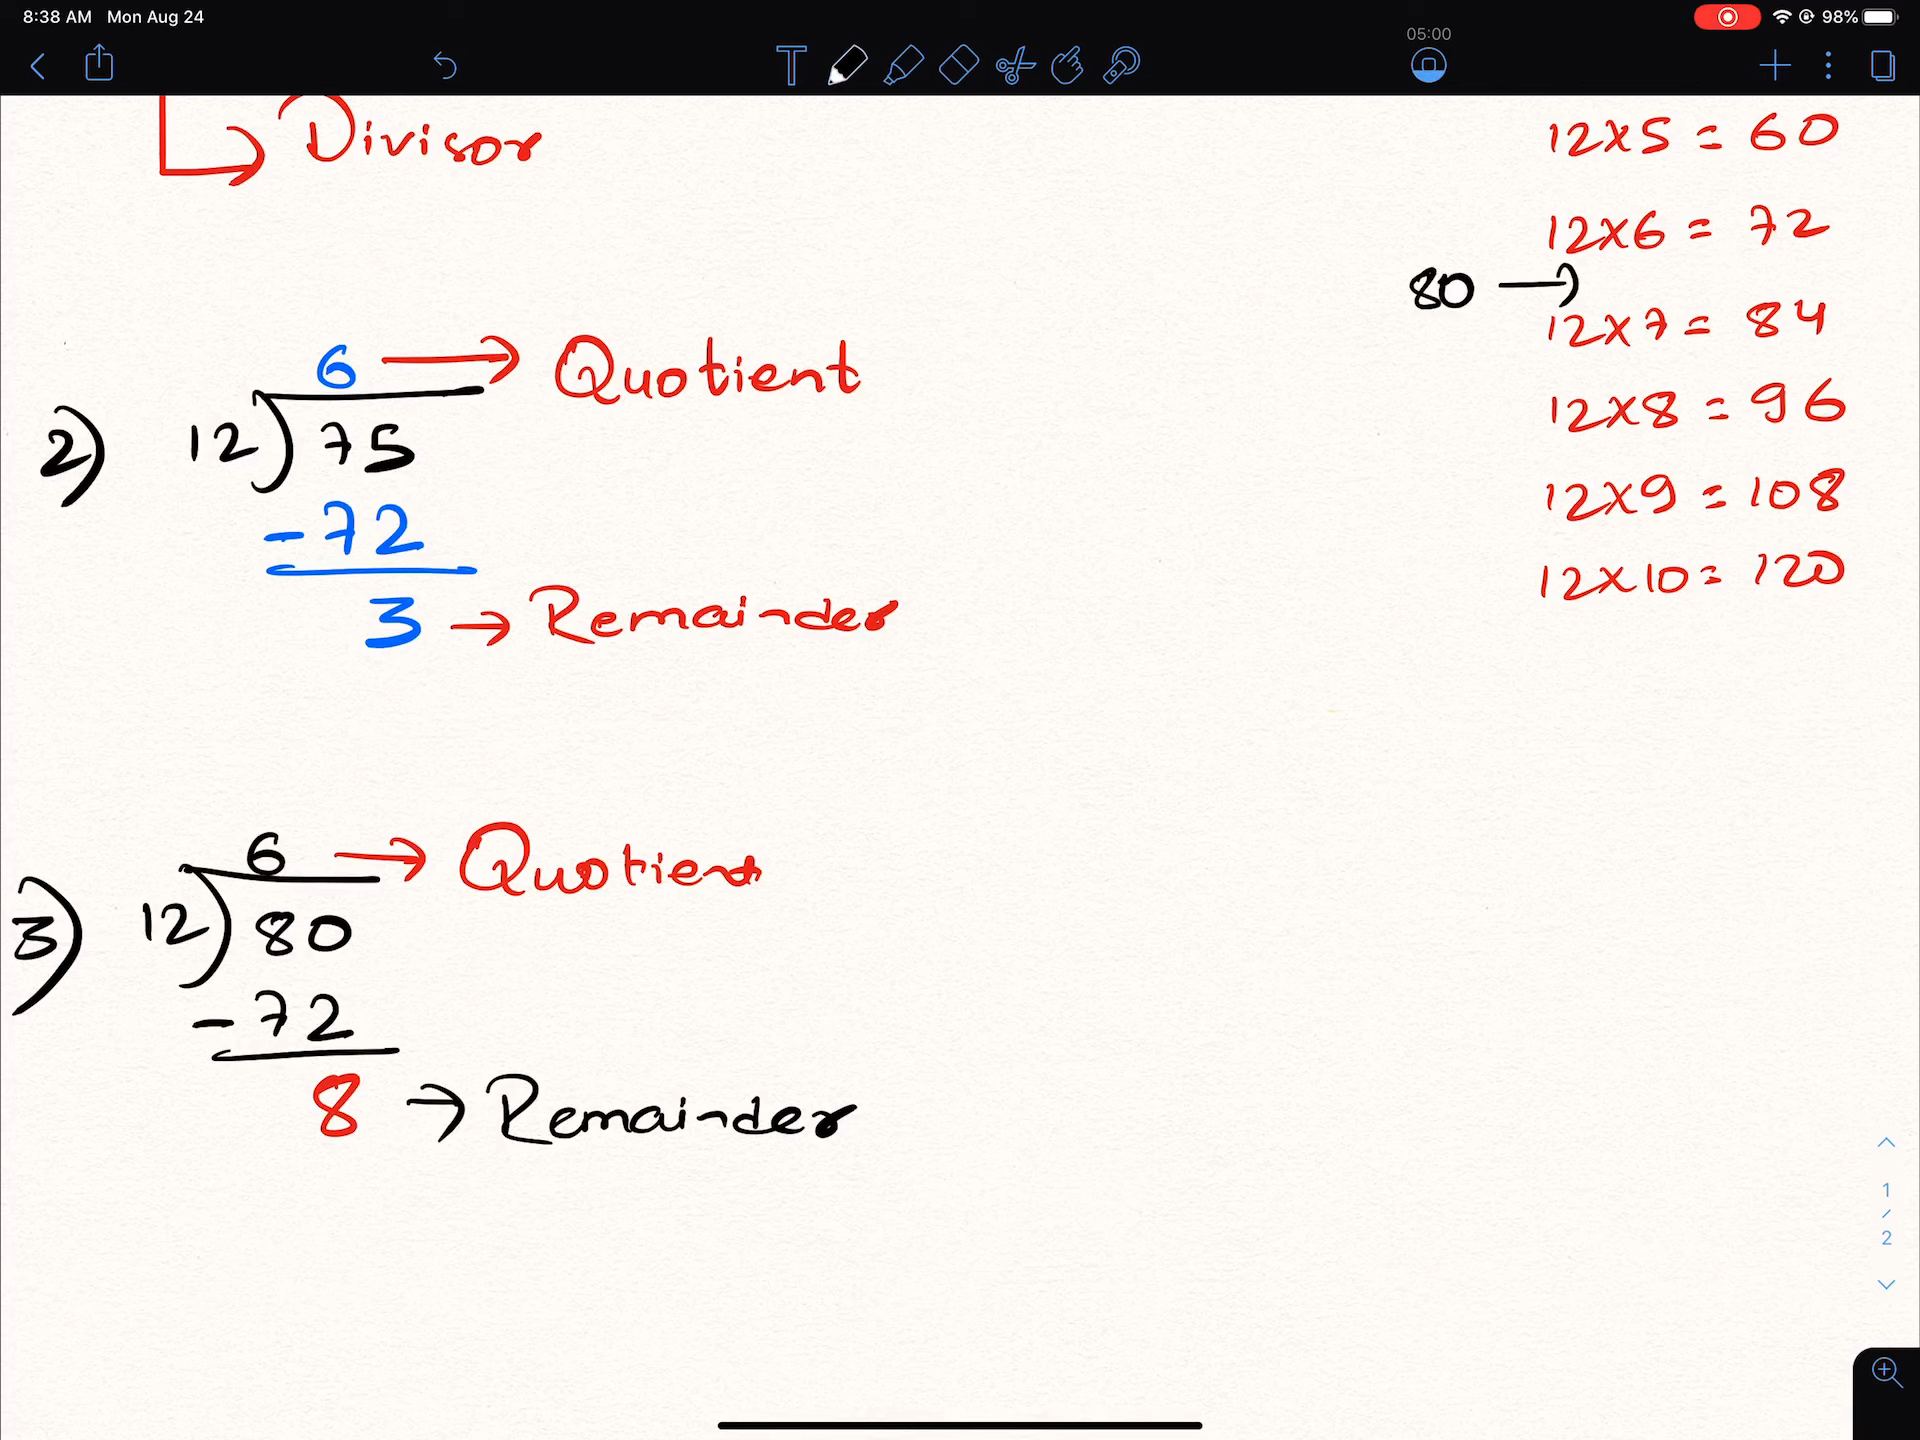 8:38 AM Mon Aug 24
98%
05:00
Divisor
12x5 = 60
12x6 = 72
80 →
12x7 = 84
12x8 = 96
12x9 = 108
12x10 = 120
6 → Quotient
2) 12)75
-72
3 → Remainder
6 → Quotient
3) 12)80
-72
8 → Remainder
1
/
2